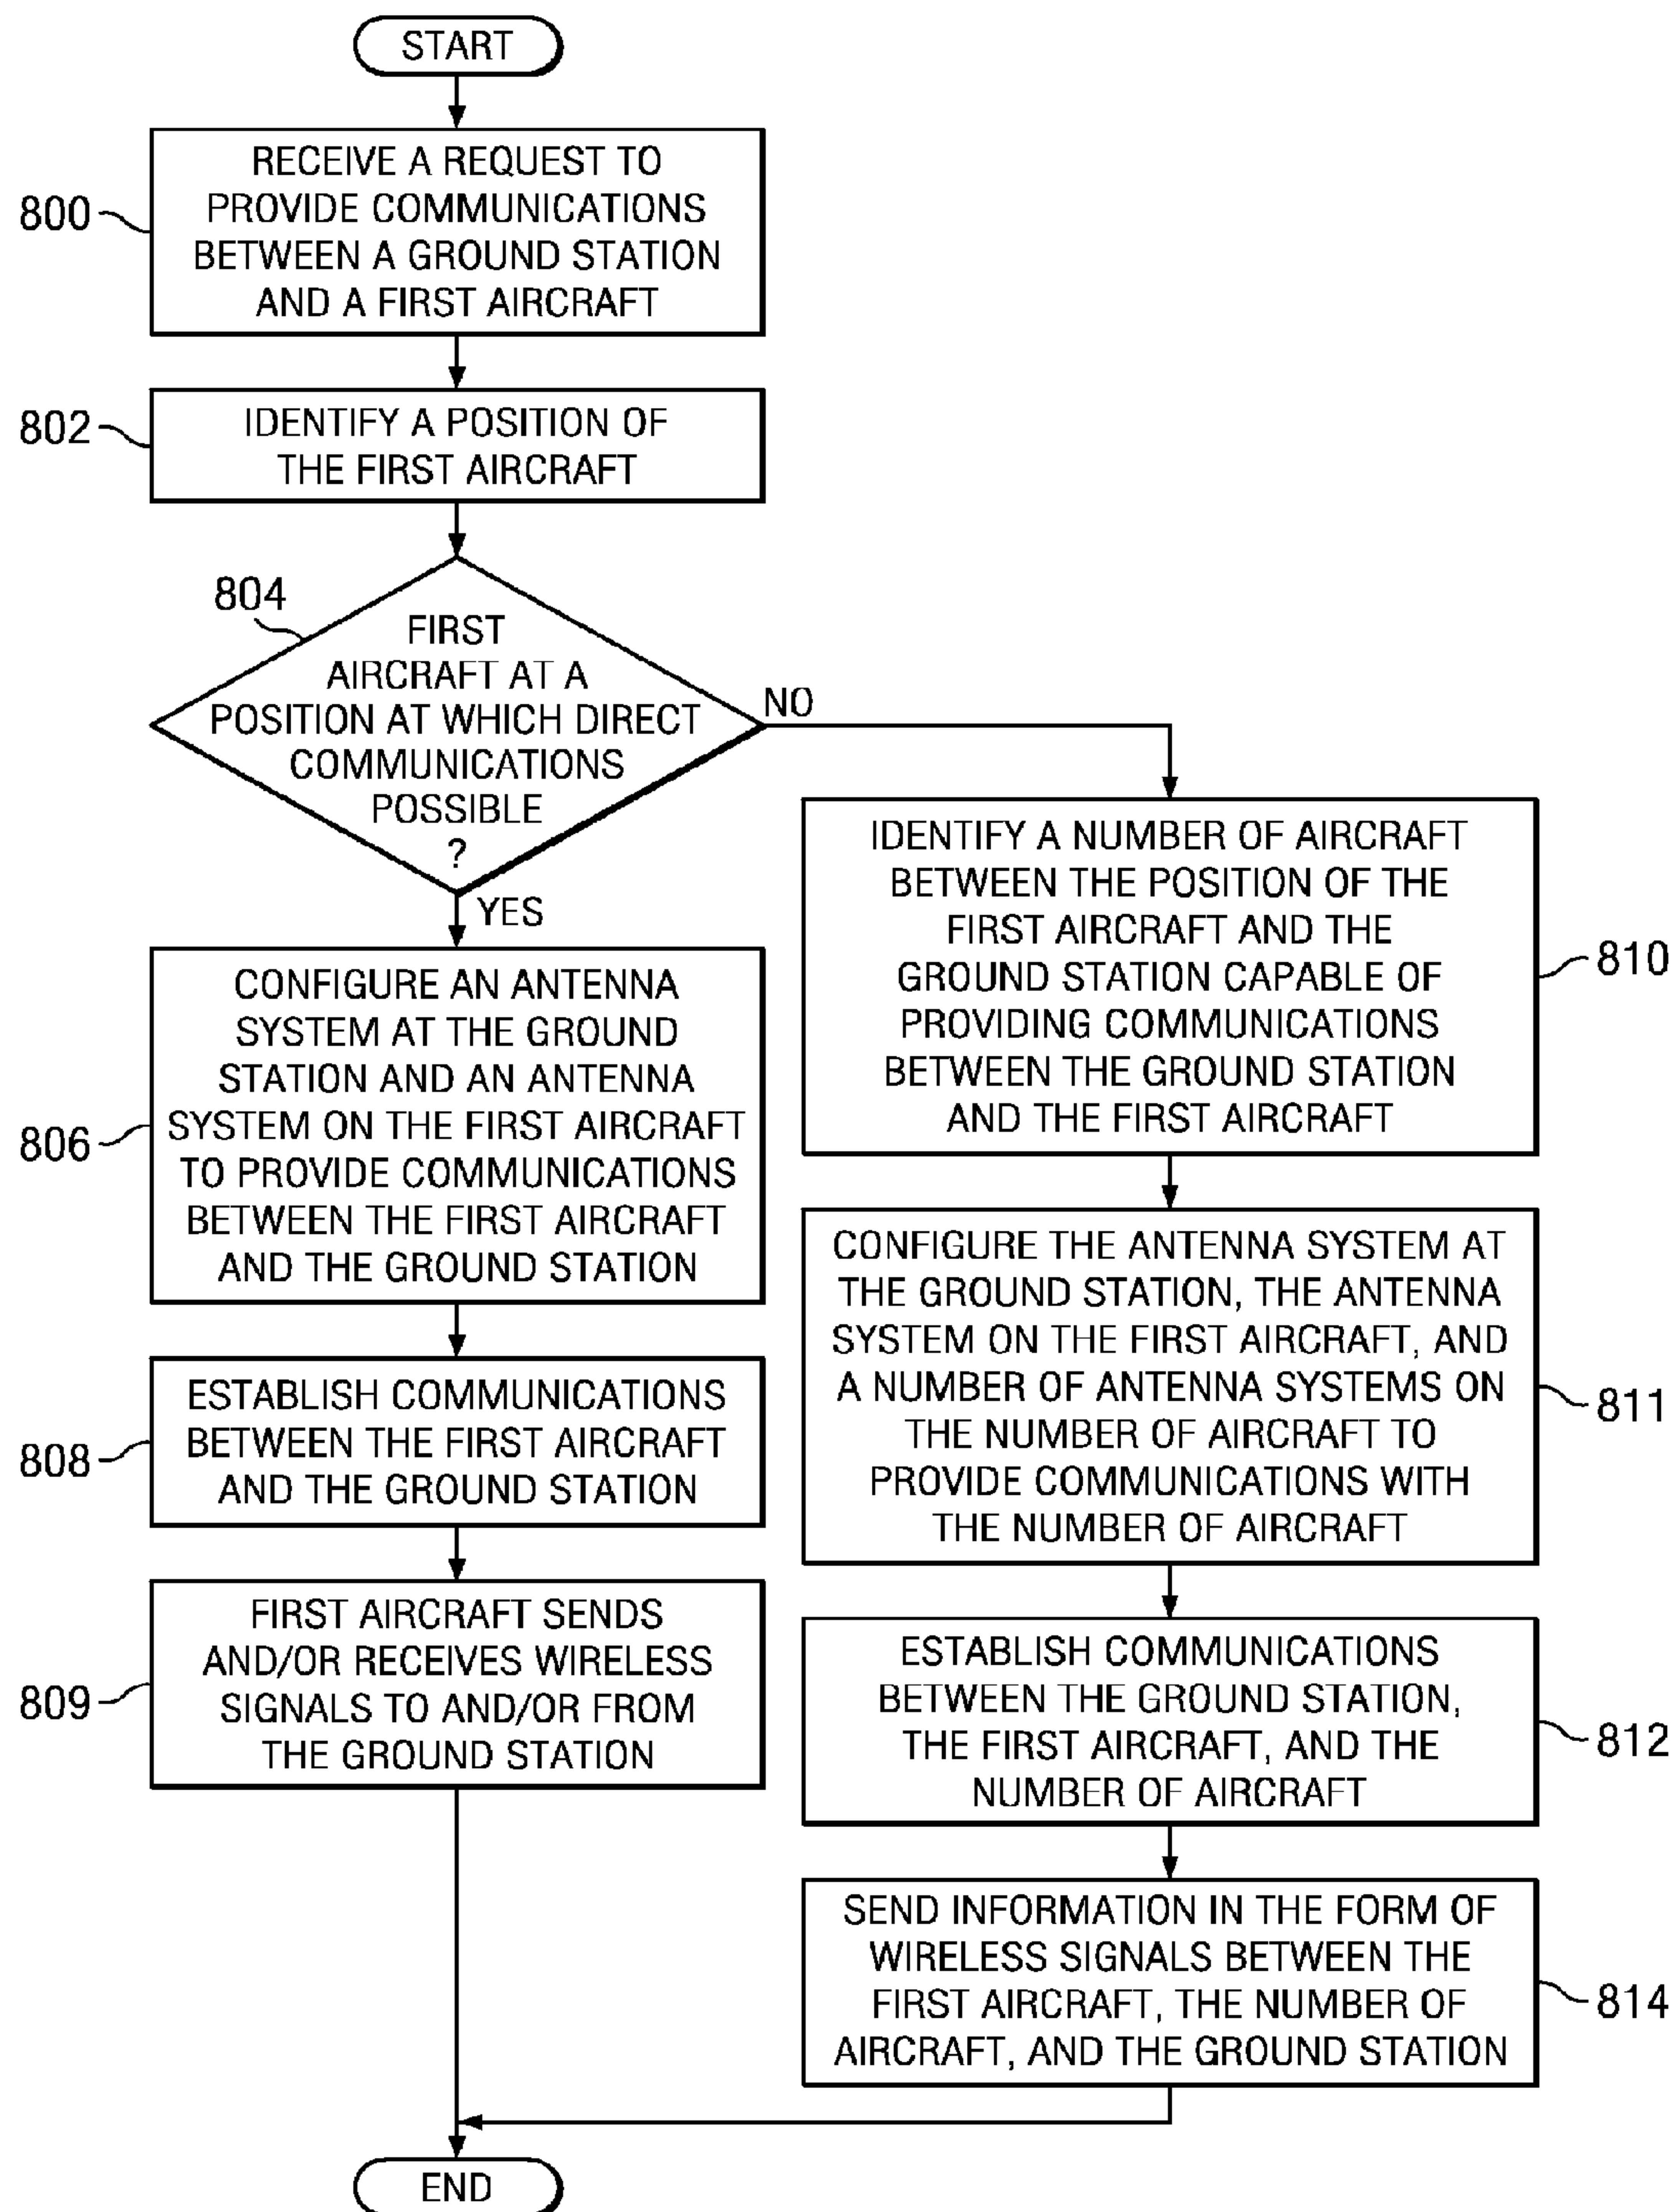 START
800
RECEIVE A REQUEST TO
PROVIDE COMMUNICATIONS
BETWEEN A GROUND STATION
AND A FIRST AIRCRAFT
802
IDENTIFY A POSITION OF
THE FIRST AIRCRAFT
804
FIRST
AIRCRAFT AT A
POSITION AT WHICH DIRECT
COMMUNICATIONS
POSSIBLE
?
NO
YES
806
CONFIGURE AN ANTENNA
SYSTEM AT THE GROUND
STATION AND AN ANTENNA
SYSTEM ON THE FIRST AIRCRAFT
TO PROVIDE COMMUNICATIONS
BETWEEN THE FIRST AIRCRAFT
AND THE GROUND STATION
808
ESTABLISH COMMUNICATIONS
BETWEEN THE FIRST AIRCRAFT
AND THE GROUND STATION
809
FIRST AIRCRAFT SENDS
AND/OR RECEIVES WIRELESS
SIGNALS TO AND/OR FROM
THE GROUND STATION
IDENTIFY A NUMBER OF AIRCRAFT
BETWEEN THE POSITION OF THE
FIRST AIRCRAFT AND THE
GROUND STATION CAPABLE OF
PROVIDING COMMUNICATIONS
BETWEEN THE GROUND STATION
AND THE FIRST AIRCRAFT
810
CONFIGURE THE ANTENNA SYSTEM AT
THE GROUND STATION, THE ANTENNA
SYSTEM ON THE FIRST AIRCRAFT, AND
A NUMBER OF ANTENNA SYSTEMS ON
THE NUMBER OF AIRCRAFT TO
PROVIDE COMMUNICATIONS WITH
THE NUMBER OF AIRCRAFT
811
ESTABLISH COMMUNICATIONS
BETWEEN THE GROUND STATION,
THE FIRST AIRCRAFT, AND THE
NUMBER OF AIRCRAFT
812
SEND INFORMATION IN THE FORM OF
WIRELESS SIGNALS BETWEEN THE
FIRST AIRCRAFT, THE NUMBER OF
AIRCRAFT, AND THE GROUND STATION
814
END